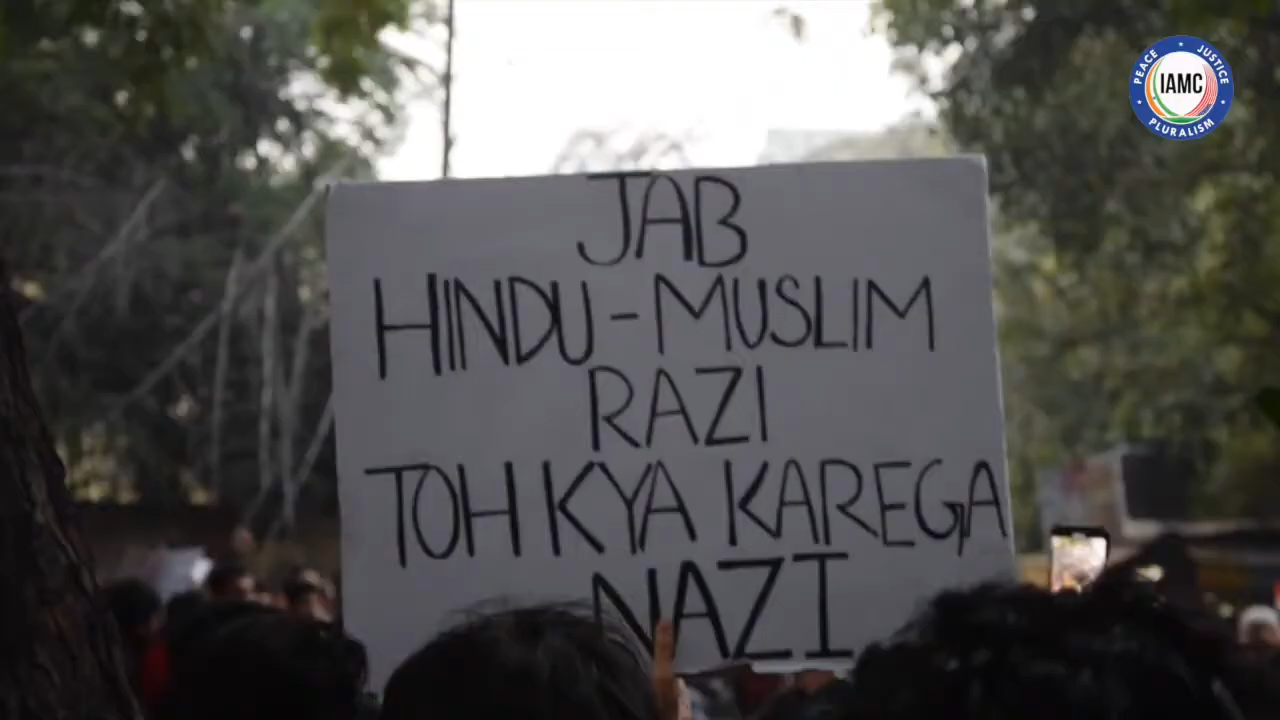 JAB
HINDU-MUSLIM
RAZI
TOH KYA KAREGA
NAZI
PEACE JUSTICE
IAMC
PLURALISM